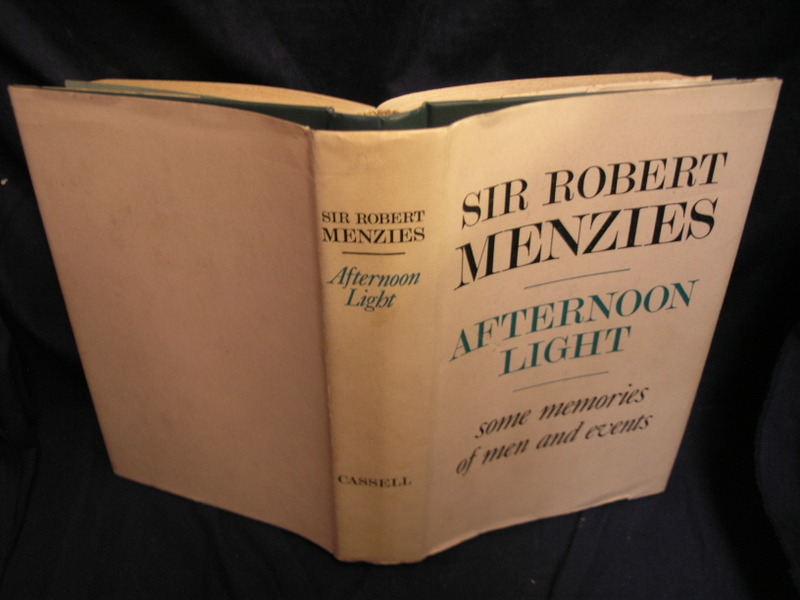 SIR ROBERT
MENZIES
Afternoon
Light
CASSELL
SIR ROBERT
MENZIES
AFTERNOON
LIGHT
some memories
of men and events